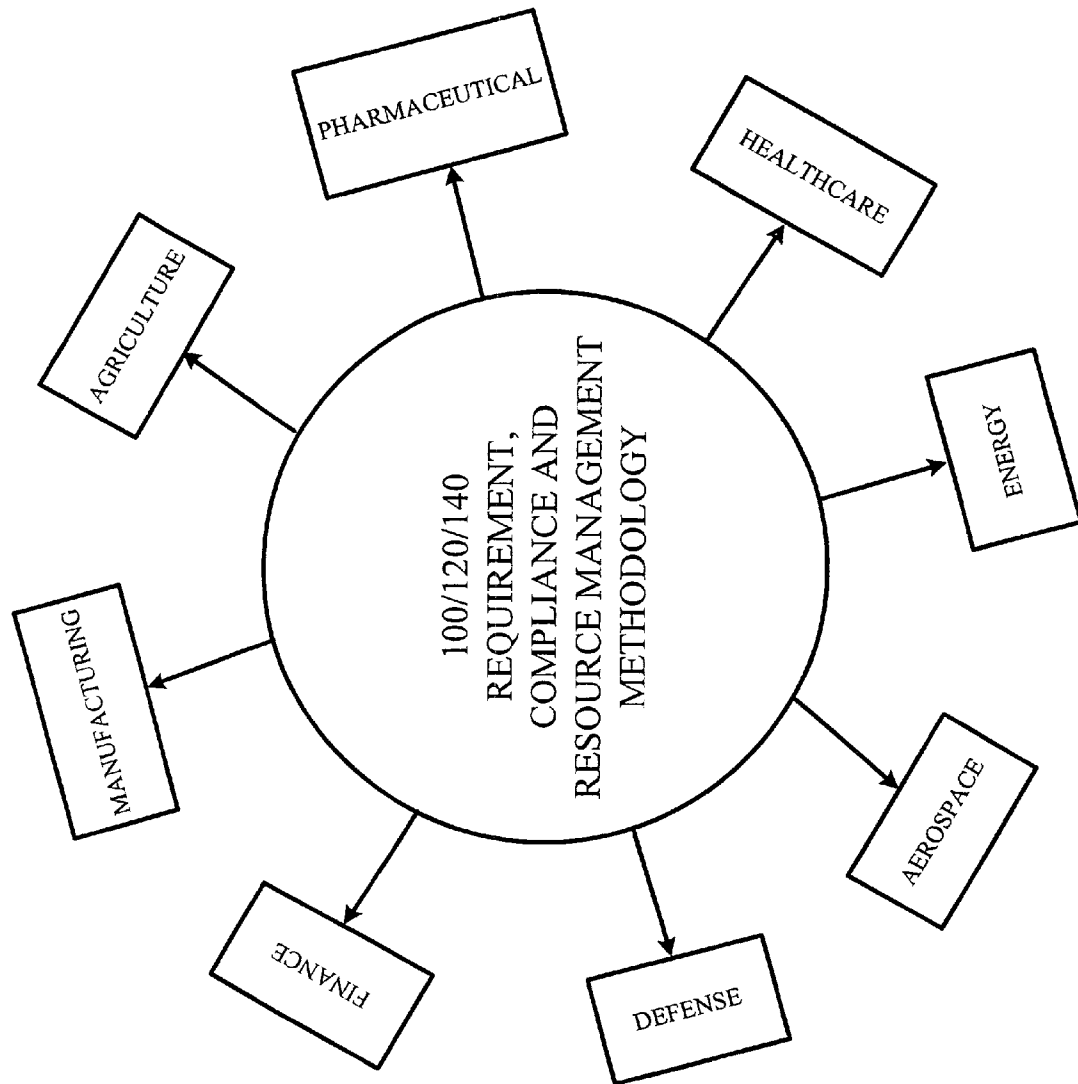 100/120/140
REQUIREMENT,
COMPLIANCE AND
RESOURCE MANAGEMENT
METHODOLOGY
PHARMACEUTICAL
HEALTHCARE
ENERGY
AEROSPACE
DEFENSE
FINANCE
MANUFACTURING
AGRICULTURE